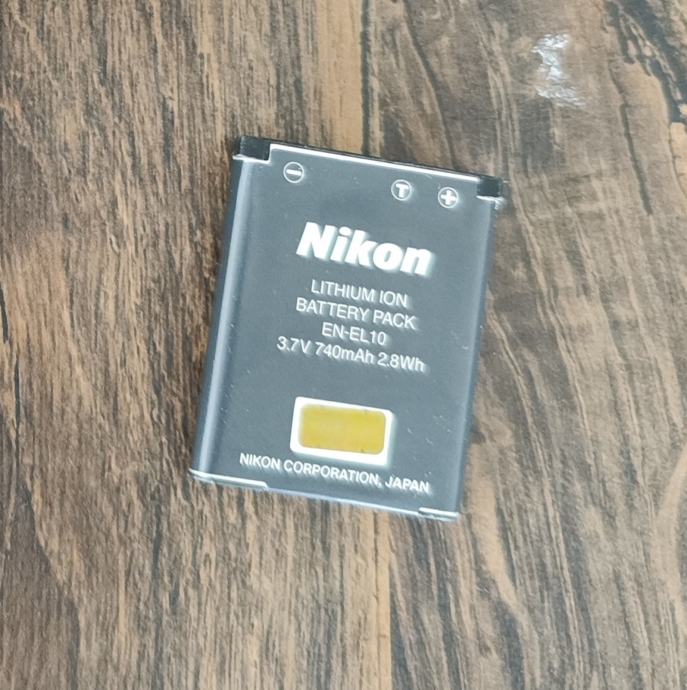 − T +
Nikon
LITHIUM ION
BATTERY PACK
EN-EL10
3.7V 740mAh 2.8Wh
NIKON CORPORATION, JAPAN